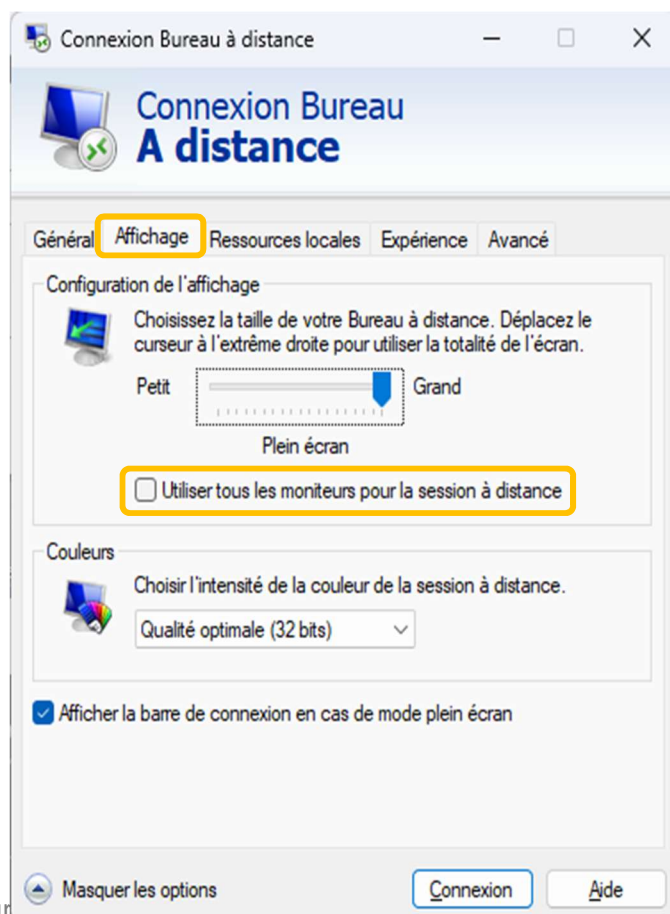 Connexion Bureau à distance
Connexion Bureau
A distance
Général Affichage Ressources locales Expérience Avancé
Configuration de l'affichage
Choisissez la taille de votre Bureau à distance. Déplacez le
curseur à l'extrême droite pour utiliser la totalité de l'écran.
Petit Grand
Plein écran
Utiliser tous les moniteurs pour la session à distance
Couleurs
Choisir l'intensité de la couleur de la session à distance.
Qualité optimale (32 bits)
Afficher la barre de connexion en cas de mode plein écran
Masquer les options Connexion Aide